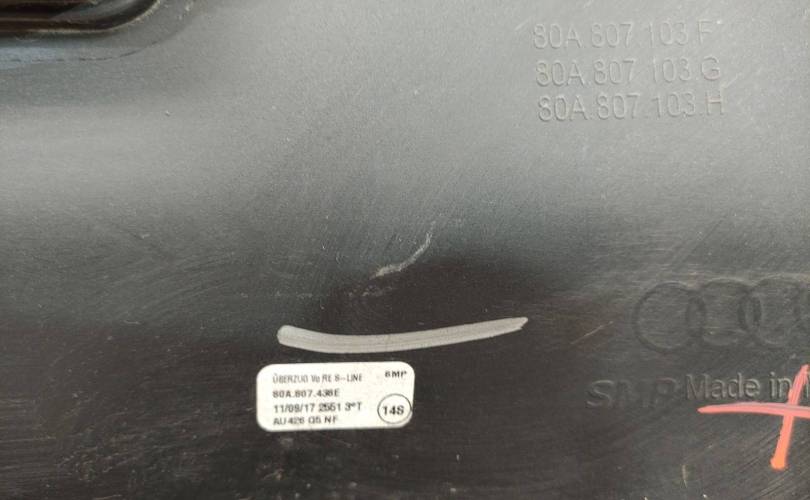 80A.807.103.F
80A.807.103.G
80A.807.103.H
ÜBERZUG Vo RE S-LINE SMP
80A.807.438E
11/09/17 2551 3ºT
14S
AU 426 Q5 NF
SMP Made in